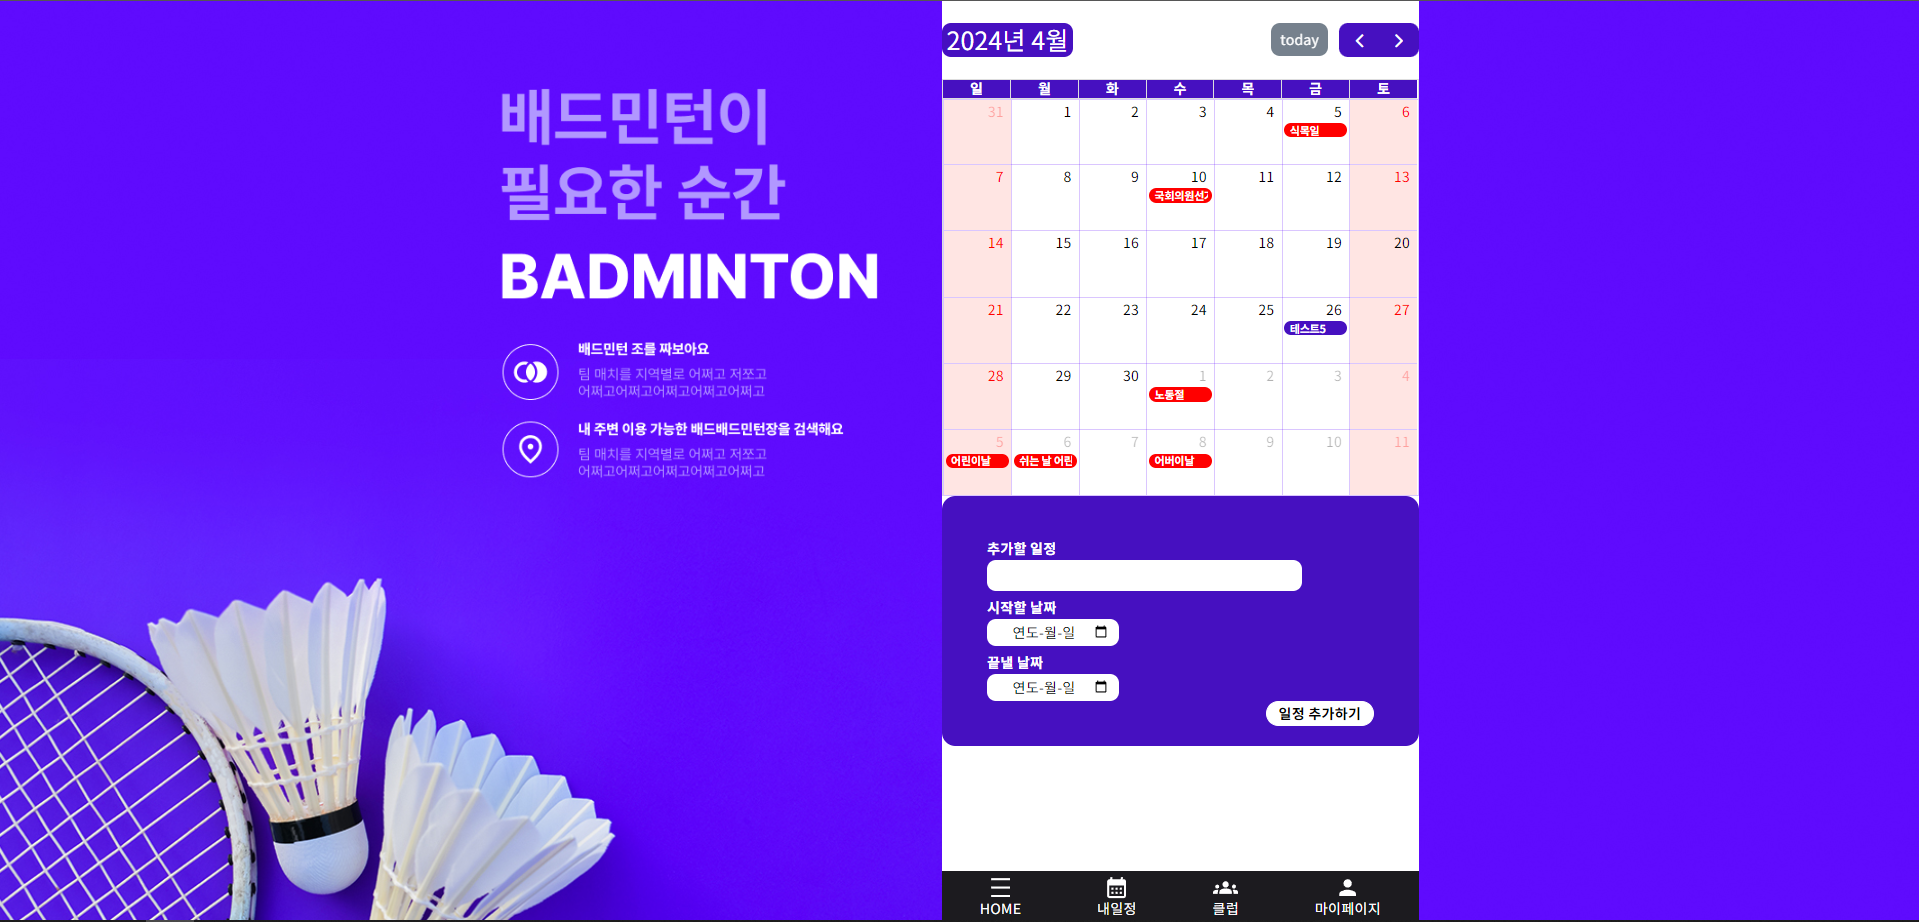 배드민턴이
필요한 순간
BADMINTON
배드민턴 조를 짜보아요
팀 매치를 지역별로 어쩌고 저쩌고
어쩌고어쩌고어쩌고어쩌고어쩌고
내 주변 이용 가능한 배드배드민턴장을 검색해요
팀 매치를 지역별로 어쩌고 저쩌고
어쩌고어쩌고어쩌고어쩌고어쩌고
2024년 4월 today
일 월 화 수 목 금 토
31 1 2 3 4 5 6
식목일
7 8 9 10 11 12 13
국회의원선거
14 15 16 17 18 19 20
21 22 23 24 25 26 27
테스트5
28 29 30 1 2 3 4
노동절
5 6 7 8 9 10 11
어린이날 쉬는 날 어린 어버이날
추가할 일정
시작할 날짜
연도-월-일
끝낼 날짜
연도-월-일
일정 추가하기
HOME 내일정 클럽 마이페이지